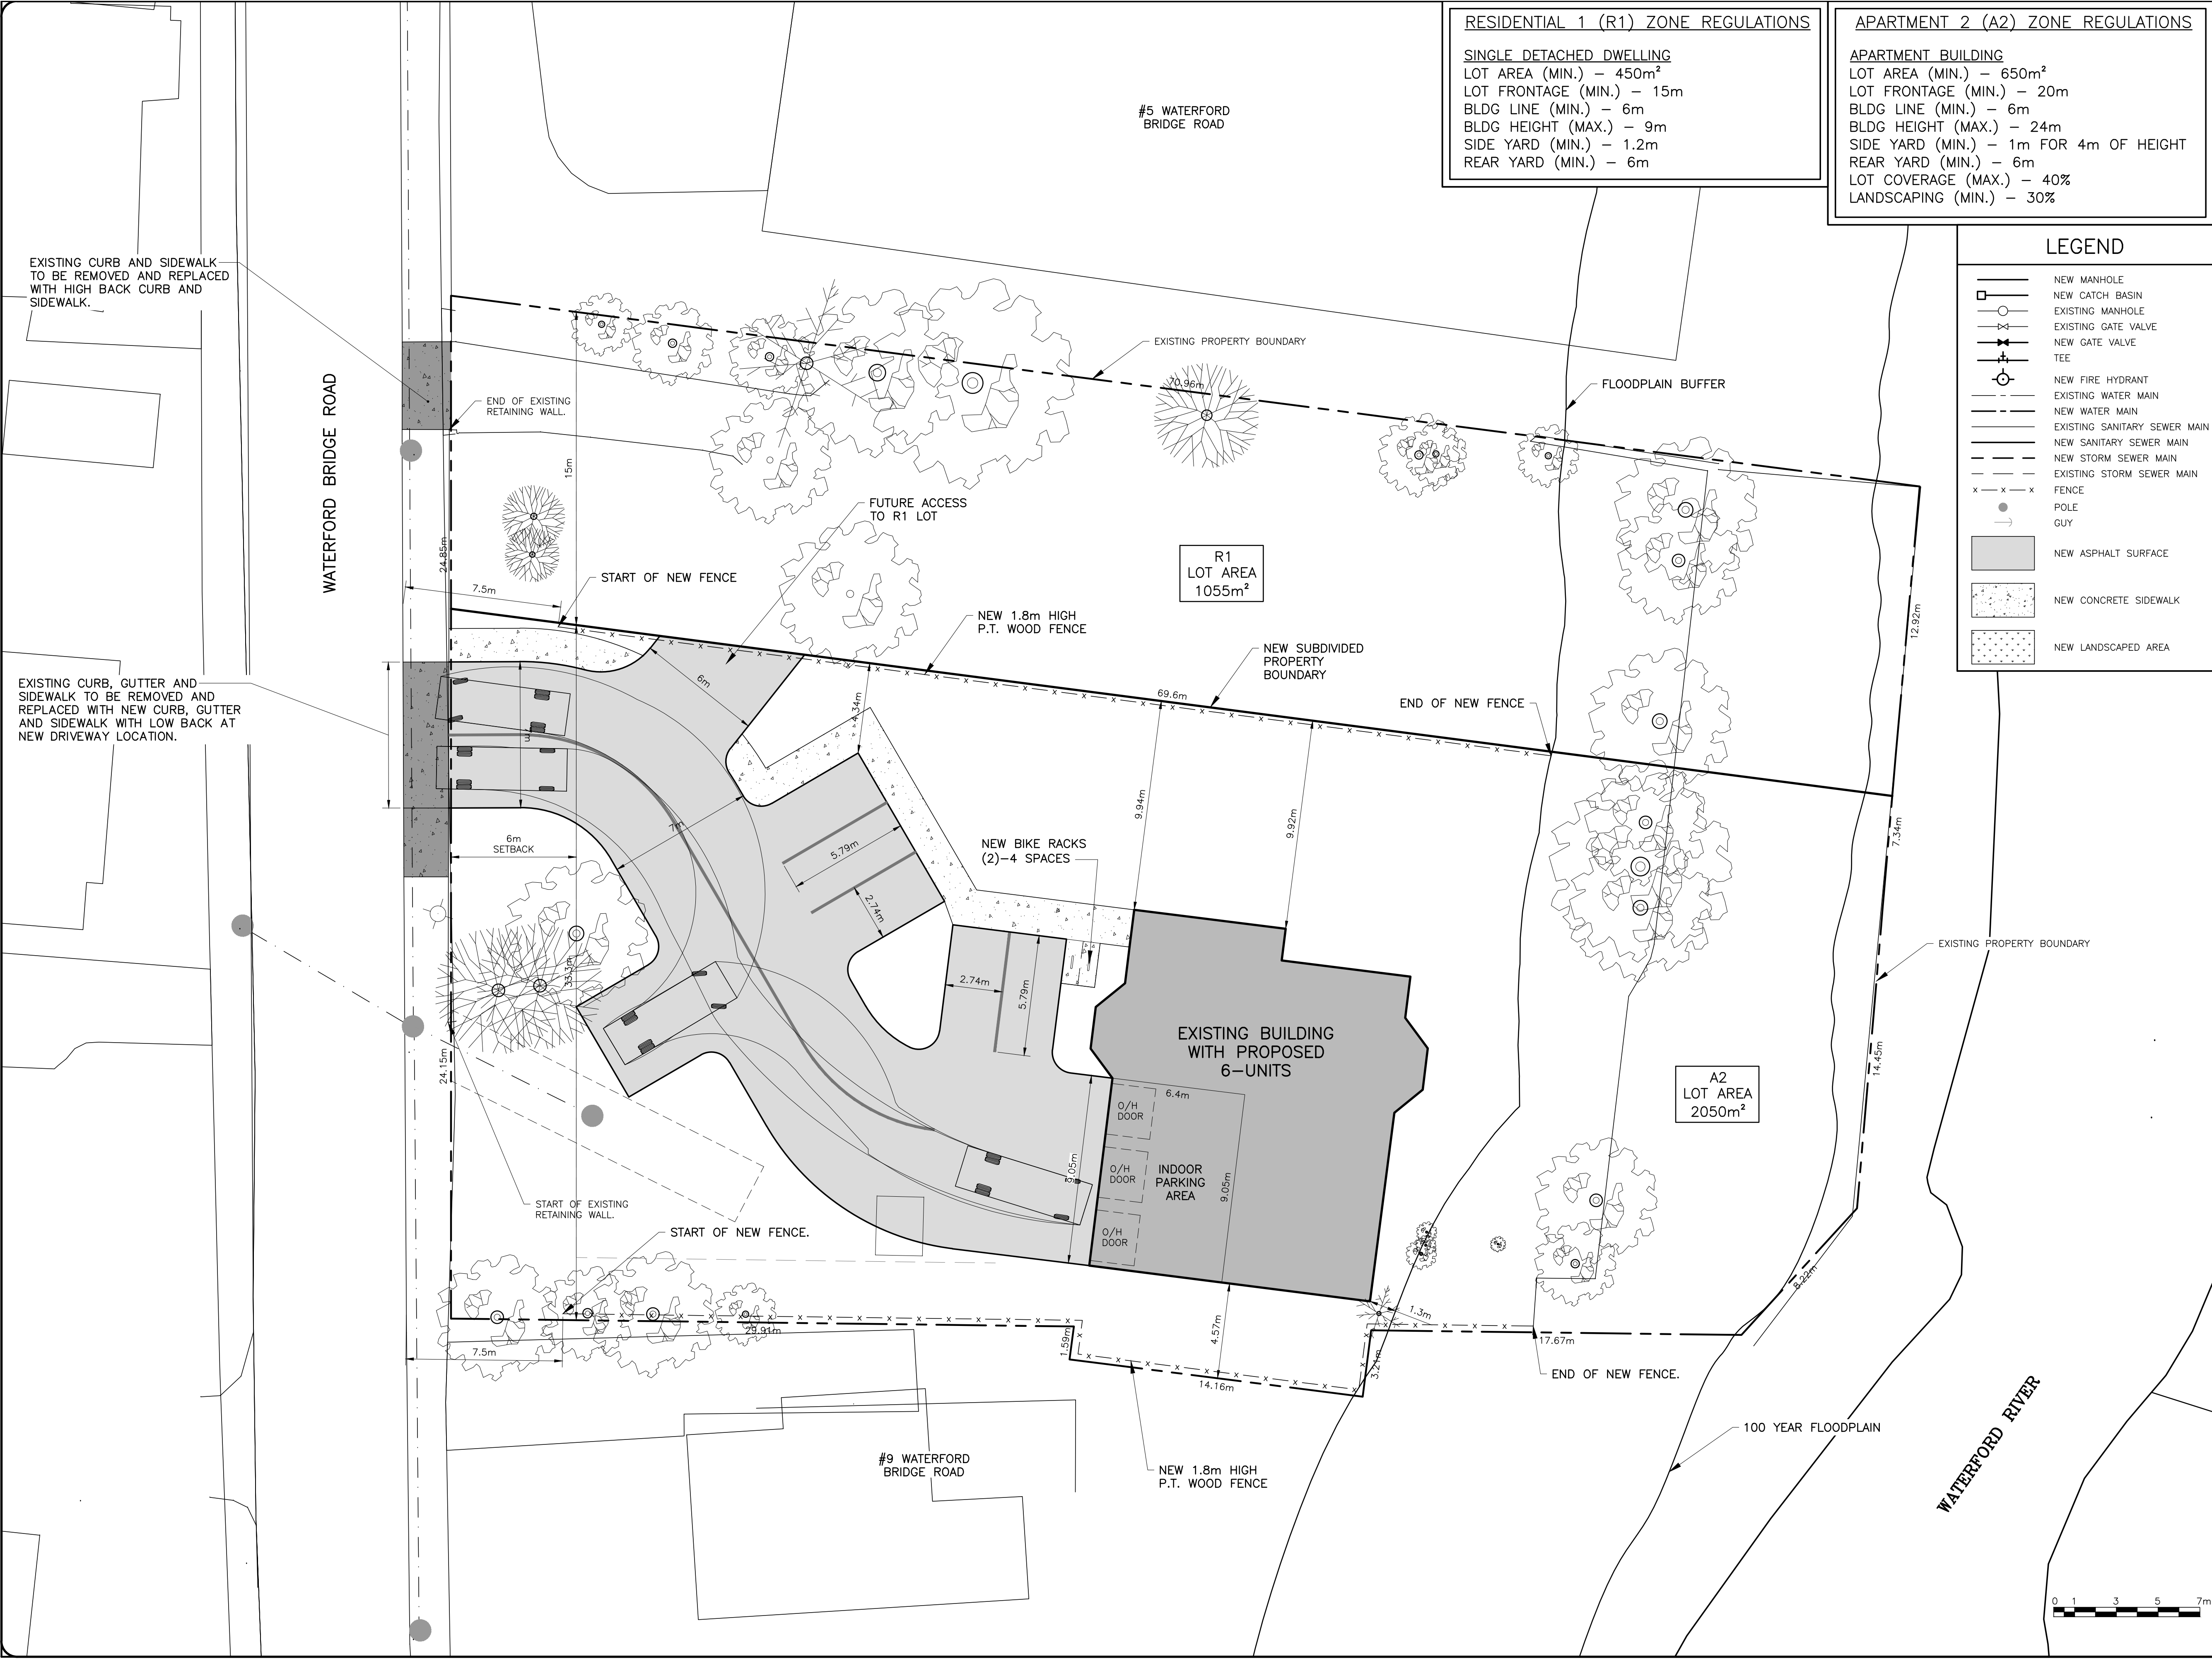 RESIDENTIAL 1 (R1) ZONE REGULATIONS
SINGLE DETACHED DWELLING
LOT AREA (MIN.) – 450m²
LOT FRONTAGE (MIN.) – 15m
BLDG LINE (MIN.) – 6m
BLDG HEIGHT (MAX.) – 9m
SIDE YARD (MIN.) – 1.2m
REAR YARD (MIN.) – 6m
APARTMENT 2 (A2) ZONE REGULATIONS
APARTMENT BUILDING
LOT AREA (MIN.) – 650m²
LOT FRONTAGE (MIN.) – 20m
BLDG LINE (MIN.) – 6m
BLDG HEIGHT (MAX.) – 24m
SIDE YARD (MIN.) – 1m FOR 4m OF HEIGHT
REAR YARD (MIN.) – 6m
LOT COVERAGE (MAX.) – 40%
LANDSCAPING (MIN.) – 30%
LEGEND
NEW MANHOLE
NEW CATCH BASIN
EXISTING MANHOLE
EXISTING GATE VALVE
NEW GATE VALVE
TEE
NEW FIRE HYDRANT
EXISTING WATER MAIN
NEW WATER MAIN
EXISTING SANITARY SEWER MAIN
NEW SANITARY SEWER MAIN
NEW STORM SEWER MAIN
EXISTING STORM SEWER MAIN
FENCE
POLE
GUY
NEW ASPHALT SURFACE
NEW CONCRETE SIDEWALK
NEW LANDSCAPED AREA
#5 WATERFORD
BRIDGE ROAD
EXISTING CURB AND SIDEWALK
TO BE REMOVED AND REPLACED
WITH HIGH BACK CURB AND
SIDEWALK.
WATERFORD BRIDGE ROAD
END OF EXISTING
RETAINING WALL.
EXISTING PROPERTY BOUNDARY
70.96m
FLOODPLAIN BUFFER
15m
24.85m
7.5m
START OF NEW FENCE
FUTURE ACCESS
TO R1 LOT
R1
LOT AREA
1055m²
NEW 1.8m HIGH
P.T. WOOD FENCE
NEW SUBDIVIDED
PROPERTY
BOUNDARY
12.92m
EXISTING CURB, GUTTER AND
SIDEWALK TO BE REMOVED AND
REPLACED WITH NEW CURB, GUTTER
AND SIDEWALK WITH LOW BACK AT
NEW DRIVEWAY LOCATION.
6m
4.34m
69.6m
END OF NEW FENCE
9.94m
9.92m
7.34m
6m
SETBACK
7m
5.79m
2.74m
NEW BIKE RACKS
(2)–4 SPACES
33.3m
24.15m
2.74m
5.79m
EXISTING BUILDING
WITH PROPOSED
6–UNITS
EXISTING PROPERTY BOUNDARY
14.45m
A2
LOT AREA
2050m²
6.4m
O/H
DOOR
O/H
DOOR
O/H
DOOR
INDOOR
PARKING
AREA
9.05m
9.05m
START OF EXISTING
RETAINING WALL.
START OF NEW FENCE.
7.5m
29.91m
1.59m
4.57m
14.16m
3.21m
1.3m
17.67m
8.22m
END OF NEW FENCE.
#9 WATERFORD
BRIDGE ROAD
NEW 1.8m HIGH
P.T. WOOD FENCE
100 YEAR FLOODPLAIN
WATERFORD RIVER
0 1 3 5 7m